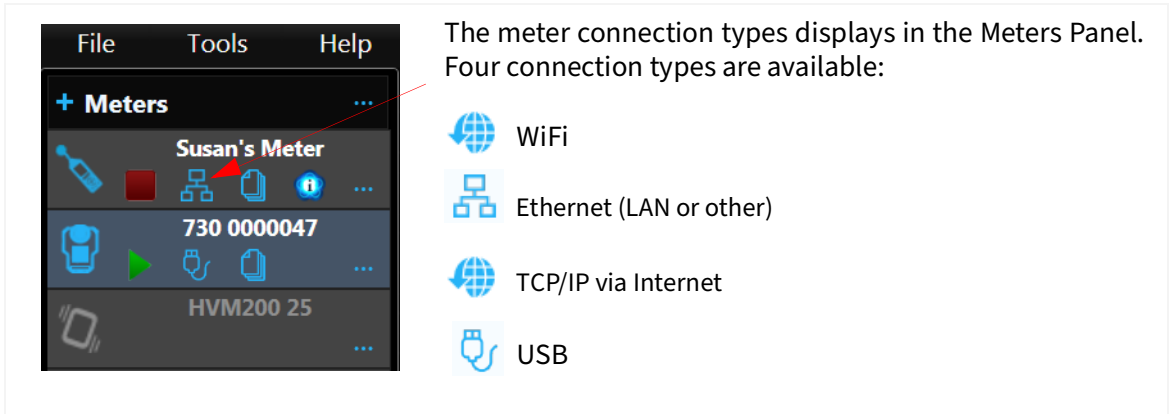 File Tools Help
+ Meters ...
Susan's Meter
...
730 0000047
...
HVM200 25
...
The meter connection types displays in the Meters Panel.
Four connection types are available:
WiFi
Ethernet (LAN or other)
TCP/IP via Internet
USB